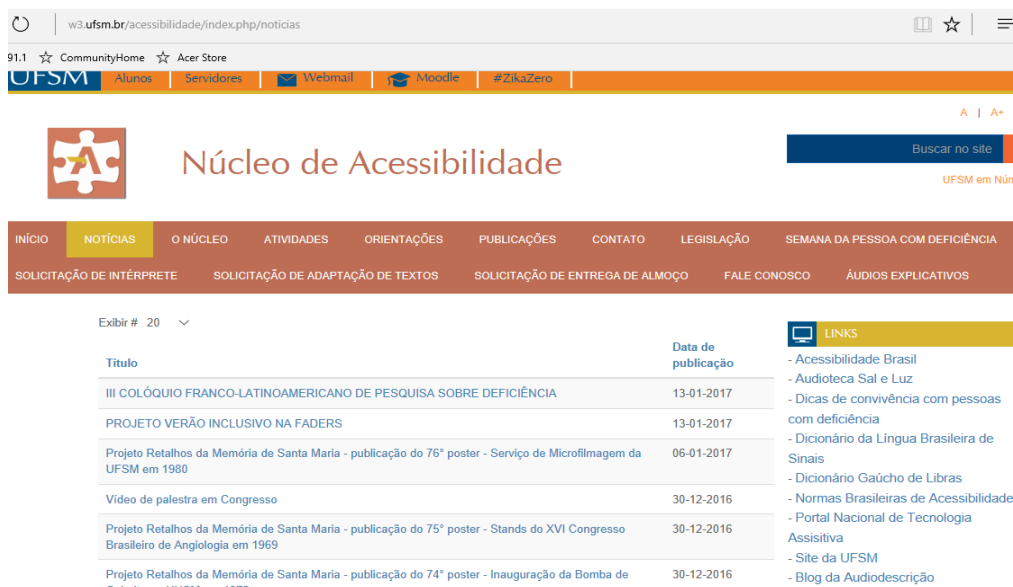 w3.ufsm.br/acessibilidade/index.php/noticias
91.1 CommunityHome Acer Store
UFSM Alunos Servidores Webmail Moodle #ZikaZero
A | A+
Núcleo de Acessibilidade
Buscar no site
UFSM em
INÍCIO NOTÍCIAS O NÚCLEO ATIVIDADES ORIENTAÇÕES PUBLICAÇÕES CONTATO LEGISLAÇÃO SEMANA DA PESSOA COM DEFICIÊNCIA
SOLICITAÇÃO DE INTÉRPRETE SOLICITAÇÃO DE ADAPTAÇÃO DE TEXTOS SOLICITAÇÃO DE ENTREGA DE ALMOÇO FALE CONOSCO ÁUDIOS EXPLICATIVOS
Exibir # 20
Título
Data de
publicação
III COLÓQUIO FRANCO-LATINOAMERICANO DE PESQUISA SOBRE DEFICIÊNCIA 13-01-2017
PROJETO VERÃO INCLUSIVO NA FADERS 13-01-2017
Projeto Retalhos da Memória de Santa Maria - publicação do 76° poster - Serviço de Microfilmagem da 06-01-2017
UFSM em 1980
Vídeo de palestra em Congresso 30-12-2016
Projeto Retalhos da Memória de Santa Maria - publicação do 75° poster - Stands do XVI Congresso 30-12-2016
Brasileiro de Angiologia em 1969
Projeto Retalhos da Memória de Santa Maria - publicação do 74° poster - Inauguração da Bomba de 30-12-2016
LINKS
- Acessibilidade Brasil
- Audioteca Sal e Luz
- Dicas de convivência com pessoas
com deficiência
- Dicionário da Língua Brasileira de
Sinais
- Dicionário Gaúcho de Libras
- Normas Brasileiras de Acessibilidade
- Portal Nacional de Tecnologia
Assistiva
- Site da UFSM
- Blog da Audiodescrição